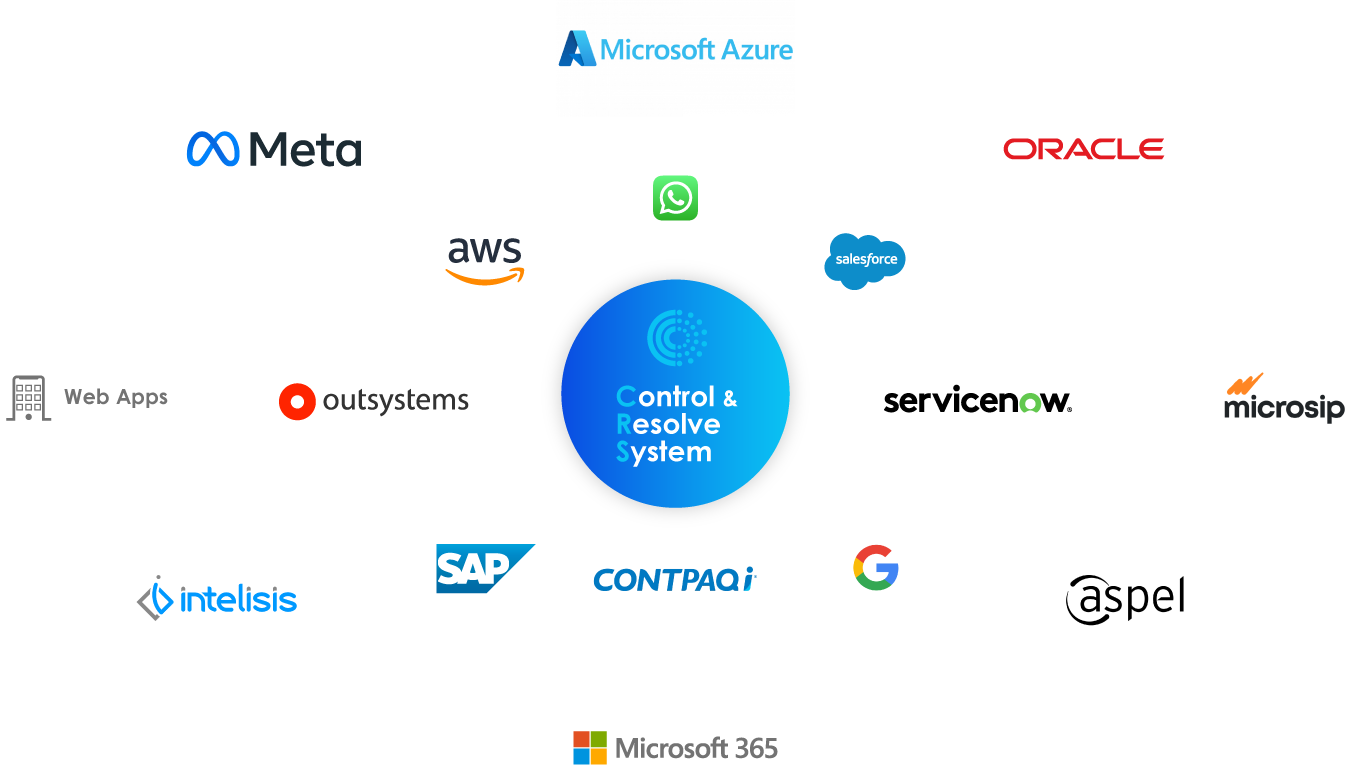 Microsoft Azure
Meta
ORACLE
aws
salesforce
Control &
Resolve
System
Web Apps
outsystems
servicenow®
microsip
SAP
CONTPAQi
G
intelisis
aspel
Microsoft 365